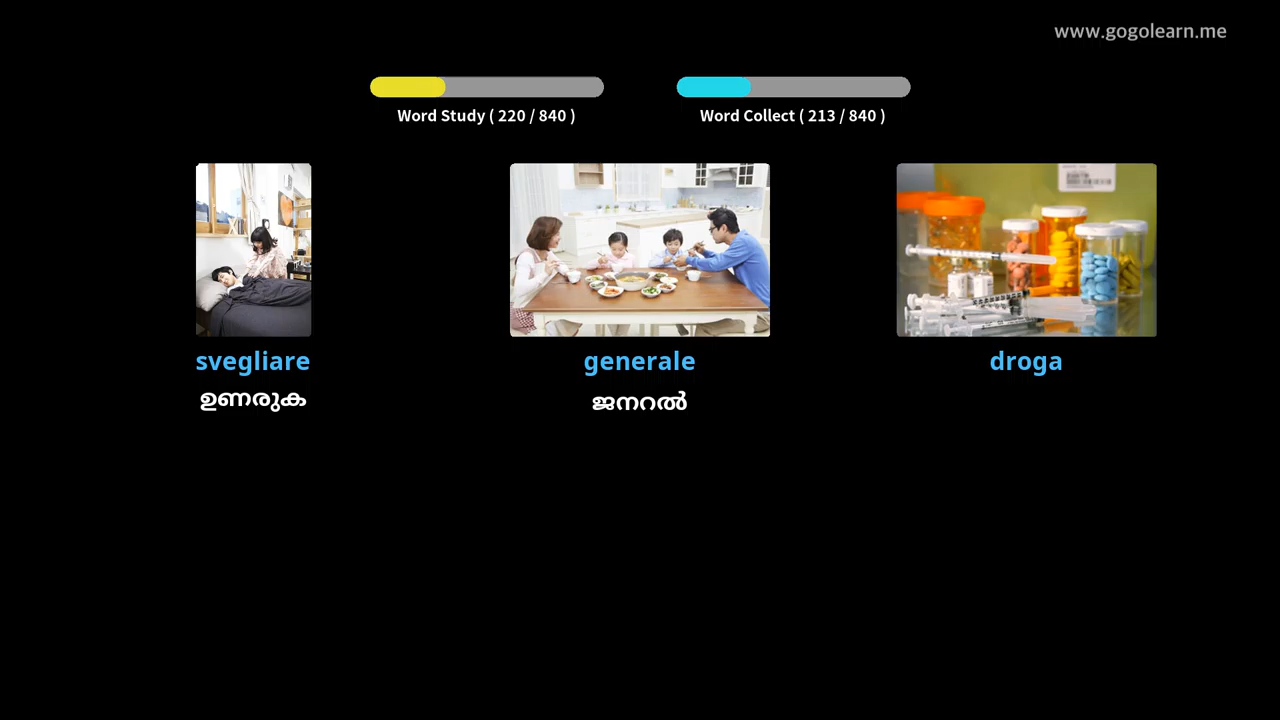 www.gogolearn.me
Word Study ( 220 / 840 )
Word Collect ( 213 / 840 )
svegliare
generale
droga
ഉണരുക
ജനറൽ